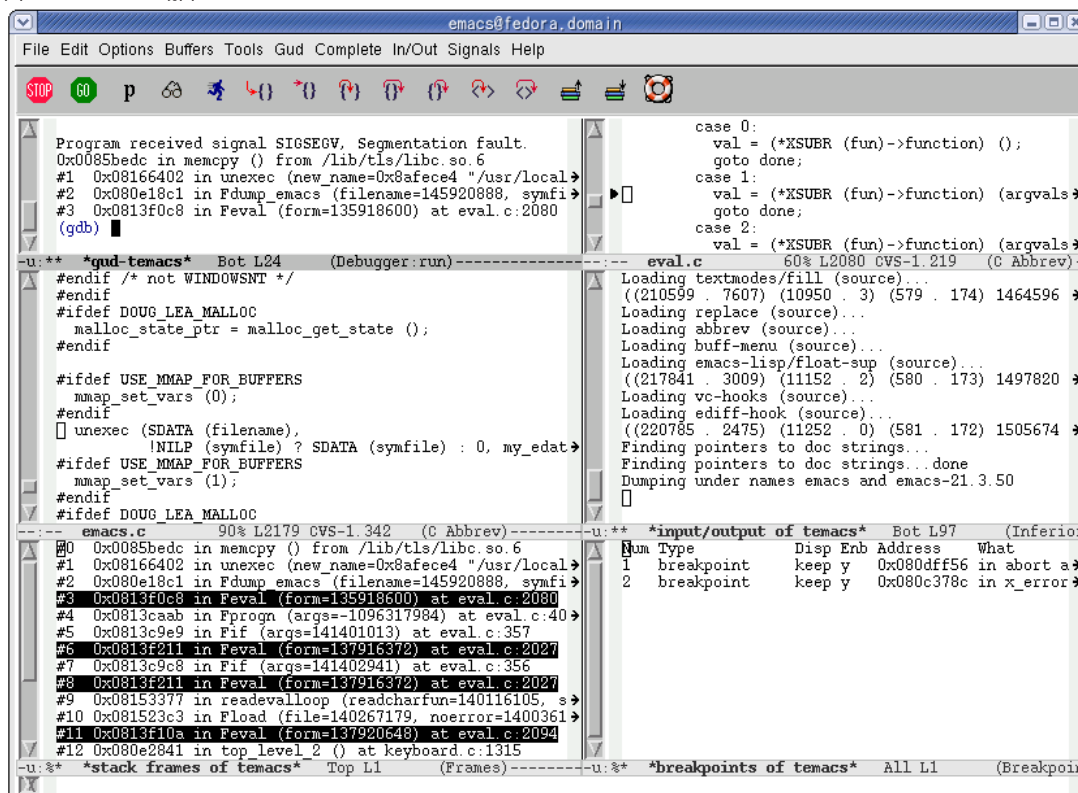 emacs@fedora.domain
File Edit Options Buffers Tools Gud Complete In/Out Signals Help
STOP GO p
Program received signal SIGSEGV, Segmentation fault.
0x0085bedc in memcpy () from /lib/tls/libc.so.6
#1  0x08166402 in unexec (new_name=0x8afece4 "/usr/local
#2  0x080e18c1 in Fdump_emacs (filename=145920888, symfi
#3  0x0813f0c8 in Feval (form=135918600) at eval.c:2080
(gdb)
-u:**  *gud-temacs*   Bot L24     (Debugger:run)----------------
case 0:
val = (*XSUBR (fun)->function) ();
goto done;
case 1:
val = (*XSUBR (fun)->function) (argvals
goto done;
case 2:
val = (*XSUBR (fun)->function) (argvals
--:--  eval.c        60% L2080 CVS-1.219  (C Abbrev)-
#endif /* not WINDOWSNT */
#endif
#ifdef DOUG_LEA_MALLOC
malloc_state_ptr = malloc_get_state ();
#endif
#ifdef USE_MMAP_FOR_BUFFERS
mmap_set_vars (0);
#endif
unexec (SDATA (filename),
!NILP (symfile) ? SDATA (symfile) : 0, my_edat
#ifdef USE_MMAP_FOR_BUFFERS
mmap_set_vars (1);
#endif
#ifdef DOUG_LEA_MALLOC
--:--  emacs.c       90% L2179 CVS-1.342  (C Abbrev)--------
Loading textmodes/fill (source)...
((210599 . 7607) (10950 . 3) (579 . 174) 1464596
Loading replace (source)...
Loading abbrev (source)...
Loading buff-menu (source)...
Loading emacs-lisp/float-sup (source)...
((217841 . 3009) (11152 . 2) (580 . 173) 1497820
Loading vc-hooks (source)...
Loading ediff-hook (source)...
((220785 . 2475) (11252 . 0) (581 . 172) 1505674
Finding pointers to doc strings...
Finding pointers to doc strings...done
Dumping under names emacs and emacs-21.3.50
-u:**  *input/output of temacs*   Bot L97     (Inferio
#0  0x0085bedc in memcpy () from /lib/tls/libc.so.6
#1  0x08166402 in unexec (new_name=0x8afece4 "/usr/local
#2  0x080e18c1 in Fdump_emacs (filename=145920888, symfi
#3  0x0813f0c8 in Feval (form=135918600) at eval.c:2080
#4  0x0813caab in Fprogn (args=-1096317984) at eval.c:40
#5  0x0813c9e9 in Fif (args=141401013) at eval.c:357
#6  0x0813f211 in Feval (form=137916372) at eval.c:2027
#7  0x0813c9c8 in Fif (args=141402941) at eval.c:356
#8  0x0813f211 in Feval (form=137916372) at eval.c:2027
#9  0x08153377 in readevalloop (readcharfun=140116105, s
#10 0x081523c3 in Fload (file=140267179, noerror=1400361
#11 0x0813f10a in Feval (form=137920648) at eval.c:2094
#12 0x080e2841 in top_level_2 () at keyboard.c:1315
-u:%*  *stack frames of temacs*  Top L1      (Frames)--------
Num Type           Disp Enb Address    What
1   breakpoint     keep y   0x080dff56 in abort a
2   breakpoint     keep y   0x080c378c in x_error
-u:%*  *breakpoints of temacs*   All L1      (Breakpoi